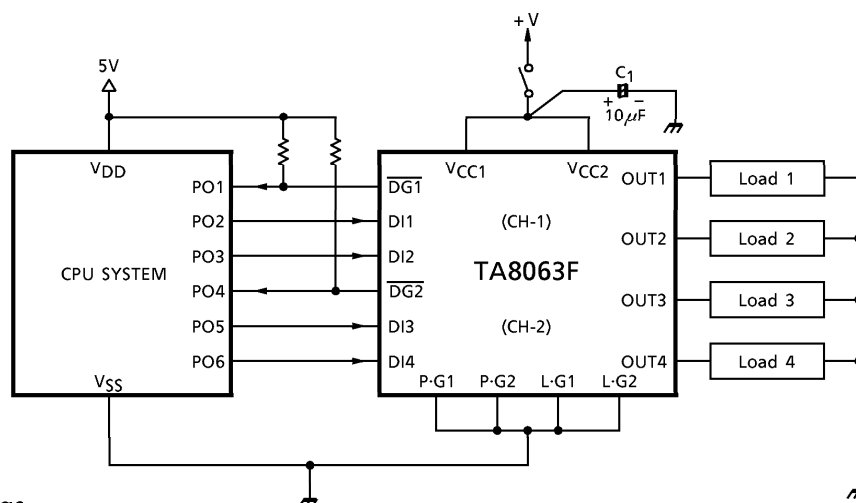 +V
5V
C1
+ −
10μF
VDD
VCC1 VCC2
PO1 DG1 OUT1 Load 1
PO2 DI1 (CH-1)
OUT2 Load 2
PO3 DI2
CPU SYSTEM TA8063F
PO4 DG2 OUT3 Load 3
PO5 DI3 (CH-2)
PO6 DI4 OUT4 Load 4
VSS P·G1 P·G2 L·G1 L·G2